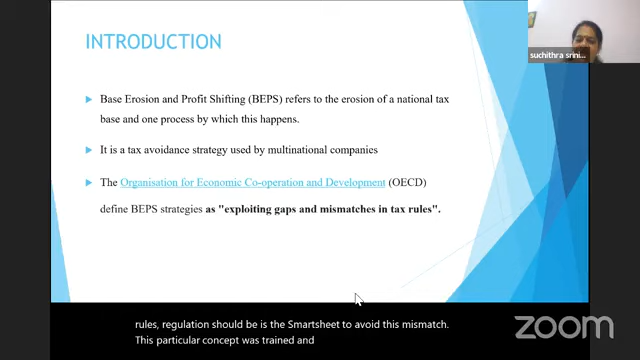 INTRODUCTION
suchithra srini...
Base Erosion and Profit Shifting (BEPS) refers to the erosion of a national tax
base and one process by which this happens.
It is a tax avoidance strategy used by multinational companies
The Organisation for Economic Co-operation and Development (OECD)
define BEPS strategies as "exploiting gaps and mismatches in tax rules".
rules, regulation should be is the Smartsheet to avoid this mismatch.
This particular concept was trained and
zoom